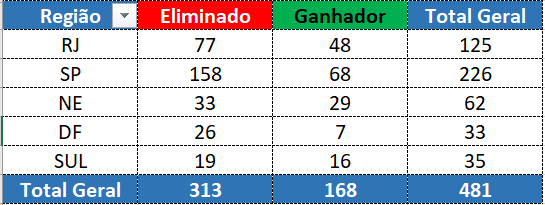 Região Eliminado Ganhador Total Geral
RJ 77 48 125
SP 158 68 226
NE 33 29 62
DF 26 7 33
SUL 19 16 35
Total Geral 313 168 481